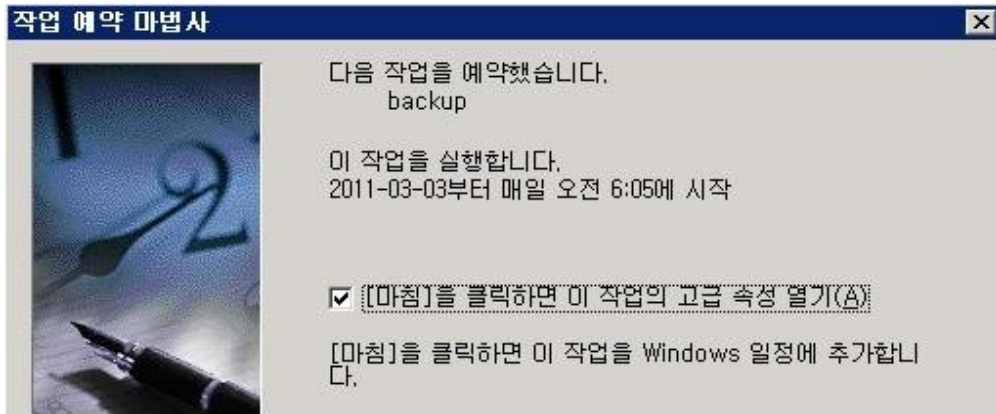 작업 예약 마법사
다음 작업을 예약했습니다.
backup
이 작업을 실행합니다.
2011-03-03부터 매일 오전 6:05에 시작
[마침]을 클릭하면 이 작업의 고급 속성 열기(A)
[마침]을 클릭하면 이 작업을 Windows 일정에 추가합니
다.